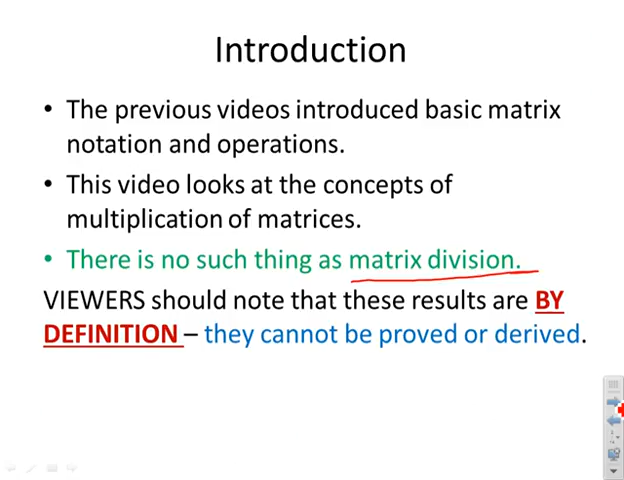 Introduction
• The previous videos introduced basic matrix
notation and operations.
• This video looks at the concepts of
multiplication of matrices.
• There is no such thing as matrix division.
VIEWERS should note that these results are BY
DEFINITION – they cannot be proved or derived.